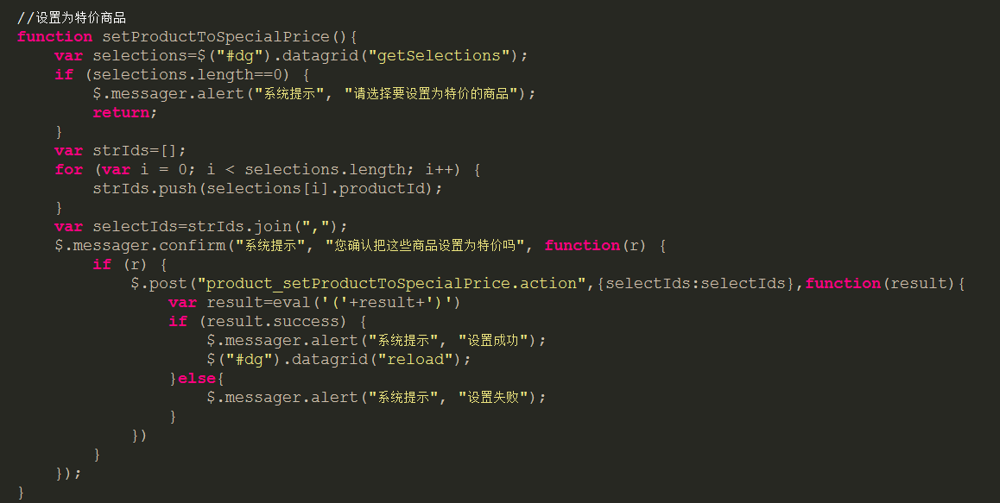 //设置为特价商品
function setProductToSpecialPrice(){
    var selections=$("#dg").datagrid("getSelections");
    if (selections.length==0) {
        $.messager.alert("系统提示", "请选择要设置为特价的商品");
        return;
    }
    var strIds=[];
    for (var i = 0; i < selections.length; i++) {
        strIds.push(selections[i].productId);
    }
    var selectIds=strIds.join(",");
    $.messager.confirm("系统提示", "您确认把这些商品设置为特价吗", function(r) {
        if (r) {
            $.post("product_setProductToSpecialPrice.action",{selectIds:selectIds},function(result){
                var result=eval('('+result+')')
                if (result.success) {
                    $.messager.alert("系统提示", "设置成功");
                    $("#dg").datagrid("reload");
                }else{
                    $.messager.alert("系统提示", "设置失败");
                }
            })
        }
    });
}